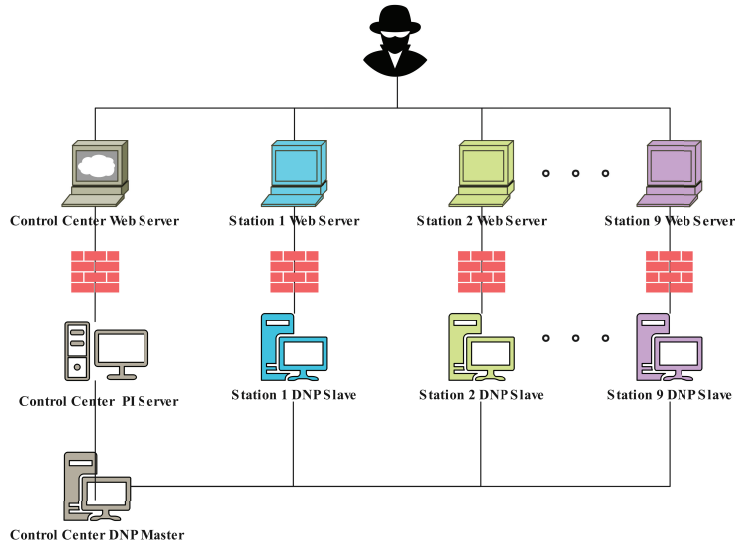 Control Center Web Server
Station 1 Web Server
Station 2 Web Server
Station 9 Web Server
Control Center PI Server
Station 1 DNP Slave
Station 2 DNP Slave
Station 9 DNP Slave
Control Center DNP Master